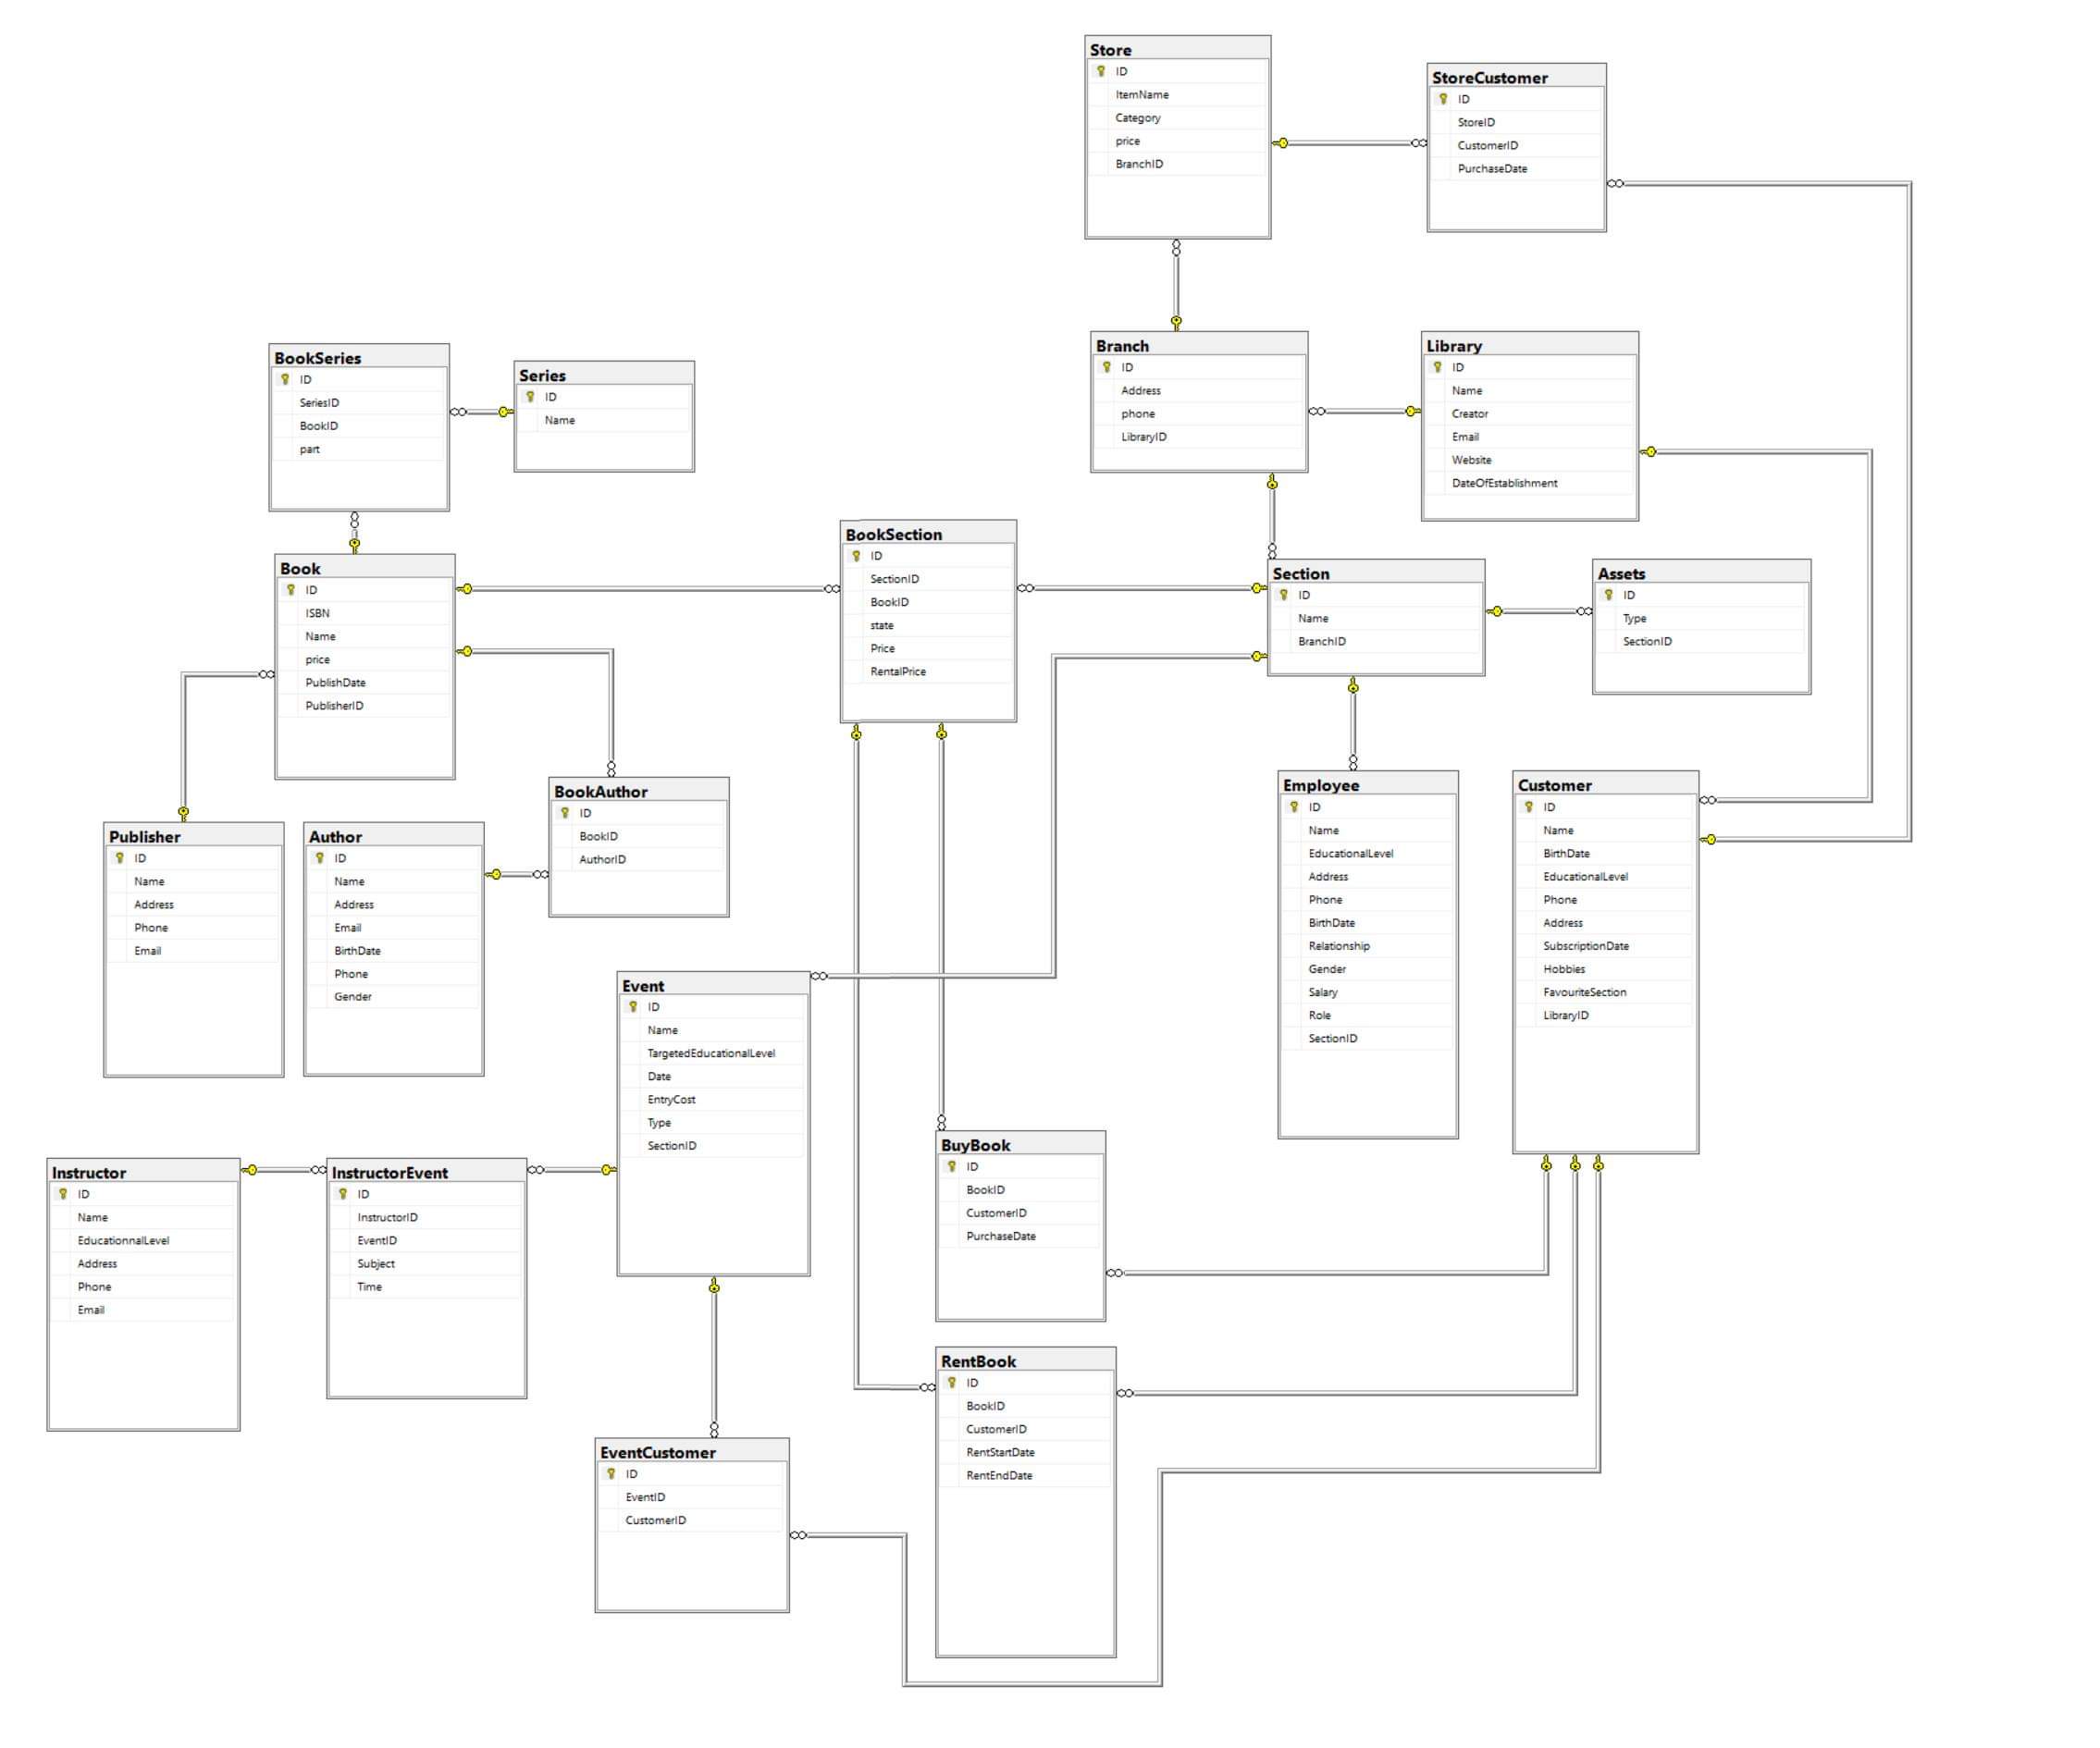 Store
ID
ItemName
Category
price
BranchID
StoreCustomer
ID
StoreID
CustomerID
PurchaseDate
BookSeries
ID
SeriesID
BookID
part
Series
ID
Name
Branch
ID
Address
phone
LibraryID
Library
ID
Name
Creator
Email
Website
DateOfEstablishment
Book
ID
ISBN
Name
price
PublishDate
PublisherID
BookSection
ID
SectionID
BookID
state
Price
RentalPrice
Section
ID
Name
BranchID
Assets
ID
Type
SectionID
Publisher
ID
Name
Address
Phone
Email
Author
ID
Name
Address
Email
BirthDate
Phone
Gender
BookAuthor
ID
BookID
AuthorID
Employee
ID
Name
EducationalLevel
Address
Phone
BirthDate
Relationship
Gender
Salary
Role
SectionID
Customer
ID
Name
BirthDate
EducationalLevel
Phone
Address
SubscriptionDate
Hobbies
FavouriteSection
LibraryID
Event
ID
Name
TargetedEducationalLevel
Date
EntryCost
Type
SectionID
Instructor
ID
Name
EducationnalLevel
Address
Phone
Email
InstructorEvent
ID
InstructorID
EventID
Subject
Time
BuyBook
ID
BookID
CustomerID
PurchaseDate
RentBook
ID
BookID
CustomerID
RentStartDate
RentEndDate
EventCustomer
ID
EventID
CustomerID